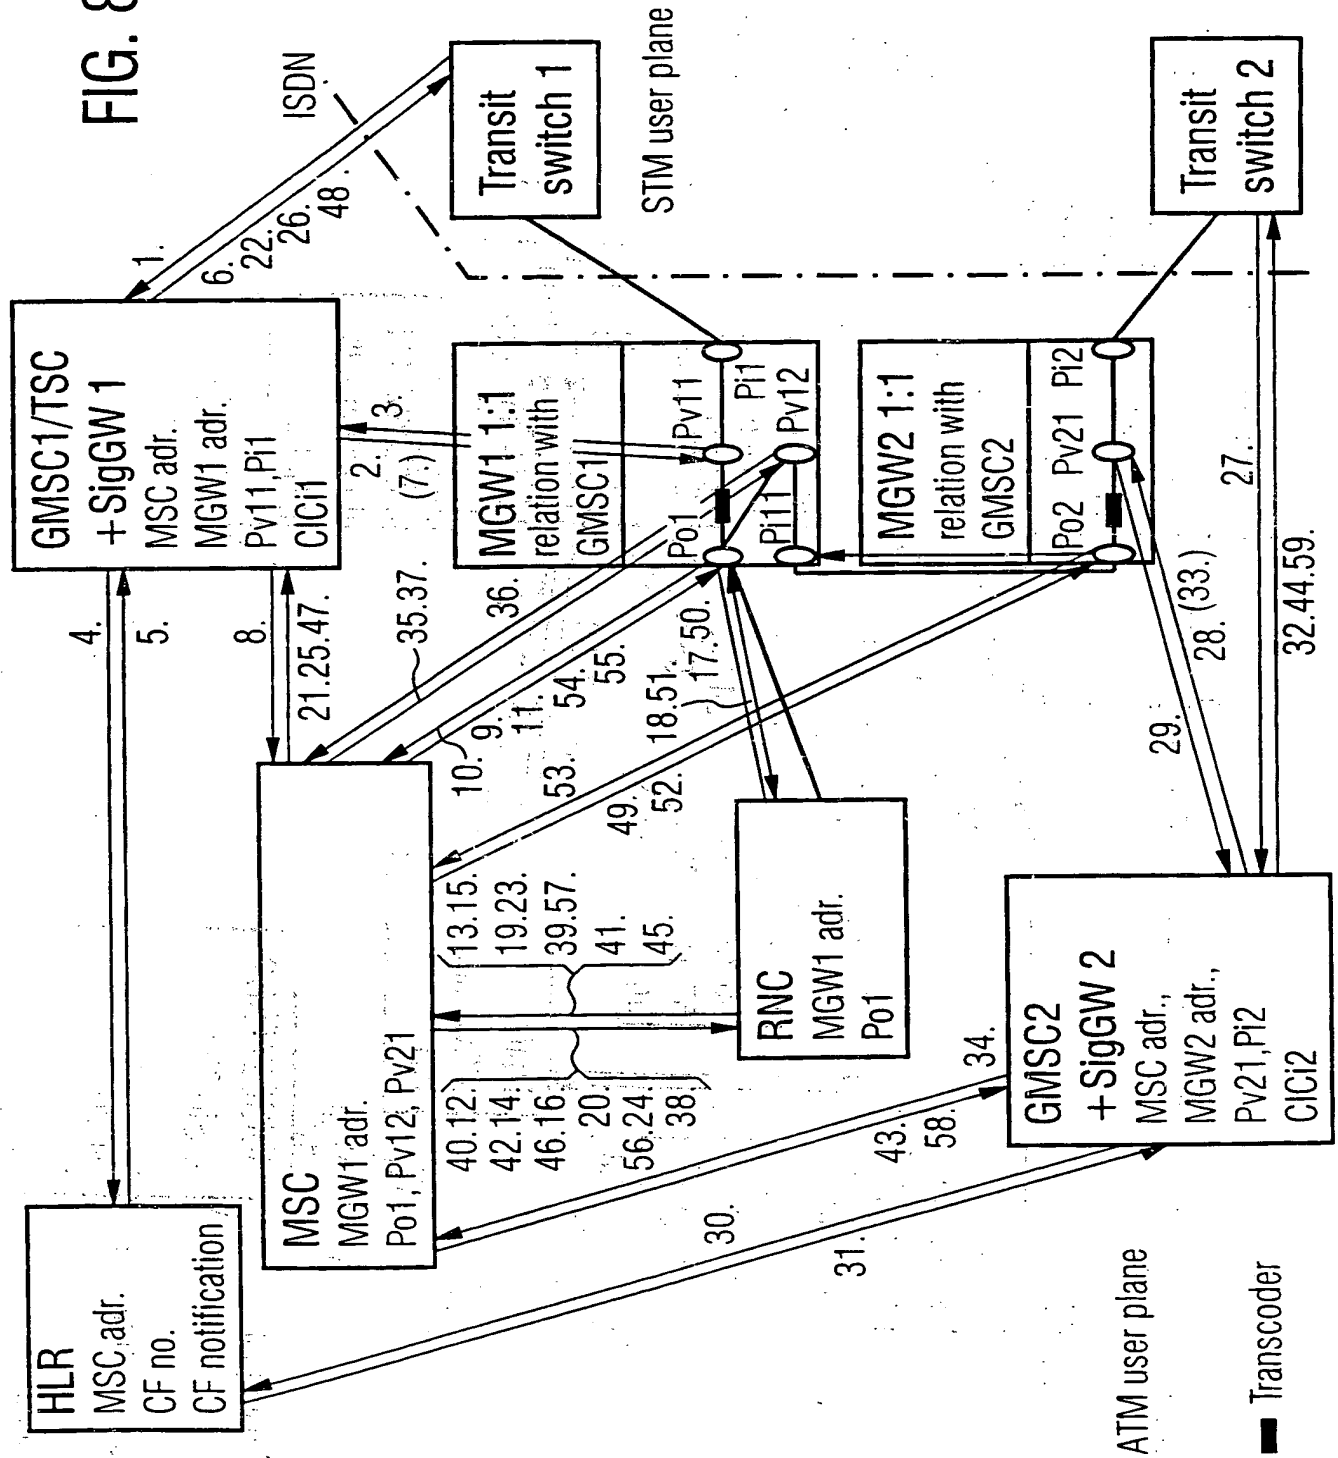 FIG. 8
HLR
MSC adr.
CF no.
CF notification
4.
5.
GMSC1/TSC
+SigGW 1
MSC adr.
MGW1 adr.
Pv11,Pi1
CICi1
1.
6.
22.
26.
48.
ISDN
Transit
switch 1
STM user plane
8.
21.25.47.
2.
3.
(7.)
MSC
MGW1 adr.
Po1, Pv12, Pv21
35.37.
36.
10.
9.
11.
54.
55.
MGW1 1:1
relation with
GMSC1
Po1
Pv11
Pi1
Pi11
Pv12
53.
49.
52.
18.51.
17.50.
40.12.
42.14.
46.16.
20.
56.24.
38.
13.15.
19.23.
39.57.
41.
45.
RNC
MGW1 adr.
Po1
MGW2 1:1
relation with
GMSC2
Po2
Pv21
Pi2
Transit
switch 2
30.
31.
43.
58.
34.
29.
28.
(33.)
27.
32.44.59.
GMSC2
+SigGW 2
MSC adr.,
MGW2 adr.,
Pv21,Pi2
CICi2
ATM user plane
Transcoder